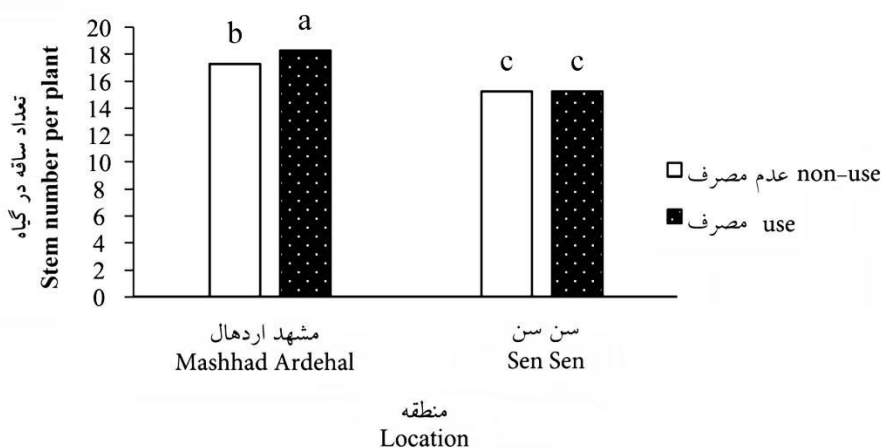 تعداد ساقه در گیاه
Stem number per plant
20
18
16
14
12
10
8
6
4
2
0
b
a
c
c
مشهد اردهال
Mashhad Ardehal
سن سن
Sen Sen
منطقه
Location
عدم مصرف non-use
مصرف use